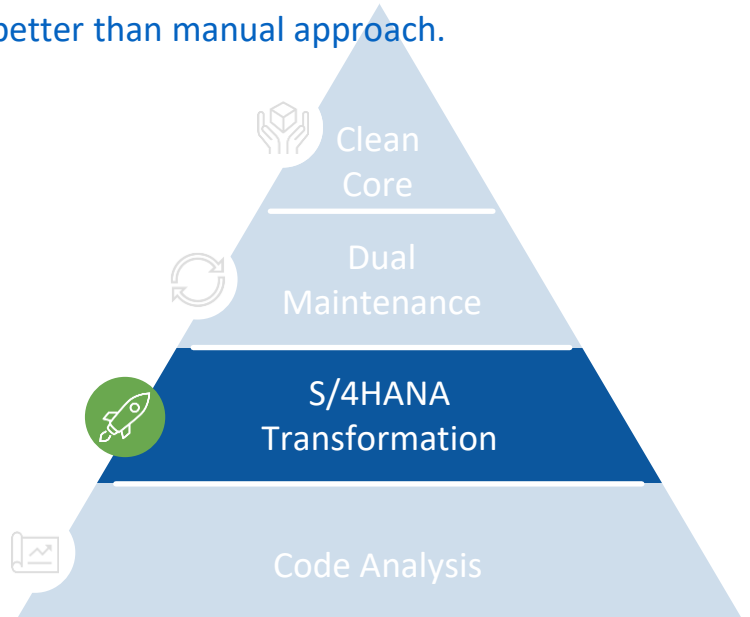 better than manual approach.
Clean
Core
Dual
Maintenance
S/4HANA
Transformation
Code Analysis